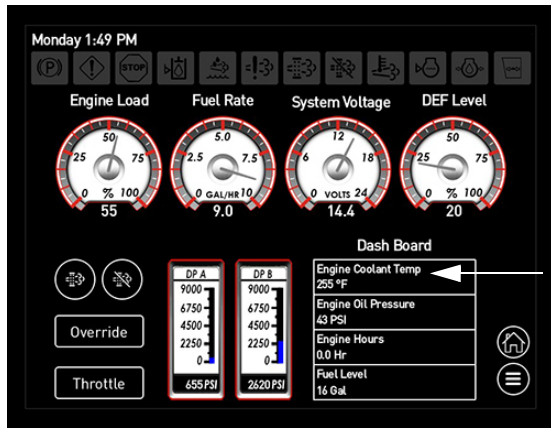 Monday 1:49 PM
(P) STOP
Engine Load Fuel Rate System Voltage DEF Level
50 5.0 12 50
25 75 2.5 7.5 6 18 25 75
0 % 100 0 GAL/HR 10 0 VOLTS 24 0 % 100
55 9.0 14.4 20
Dash Board
DP A DP B
9000 9000
6750 6750
4500 4500
2250 2250
0 0
655 PSI 2620 PSI
Engine Coolant Temp
255 °F
Engine Oil Pressure
43 PSI
Engine Hours
0.0 Hr
Fuel Level
16 Gal
Override
Throttle